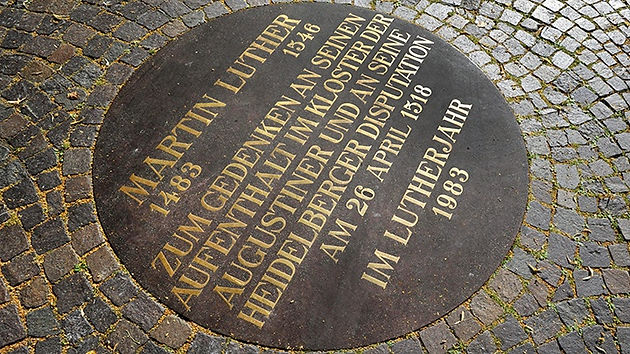 MARTIN LUTHER
1483 1546
ZUM GEDENKEN AN SEINEN
AUFENTHALT IM KLOSTER DER
AUGUSTINER UND AN SEINE
HEIDELBERGER DISPUTATION
AM 26 APRIL 1518
IM LUTHERJAHR
1983